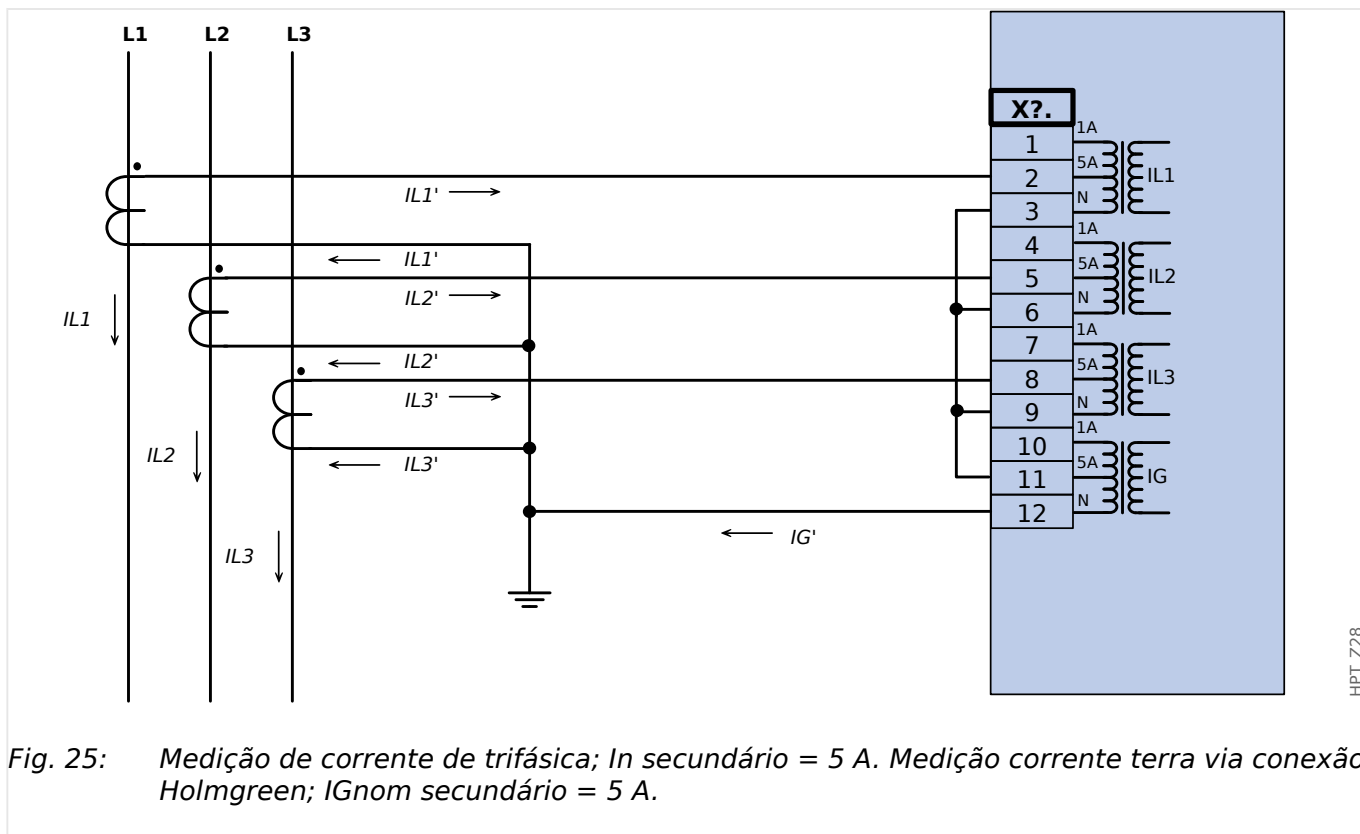 L1 L2 L3
X?.
1 1A
2 5A IL1
3 N
4 1A
5 5A IL2
6 N
7 1A
8 5A IL3
9 N
10 1A
11 5A IG
12 N
IL1'
IL1'
IL2'
IL1
IL2'
IL3'
IL2
IL3'
IG'
IL3
HPT_Z28
Fig. 25: Medição de corrente de trifásica; In secundário = 5 A. Medição corrente terra via conexão
Holmgreen; IGnom secundário = 5 A.